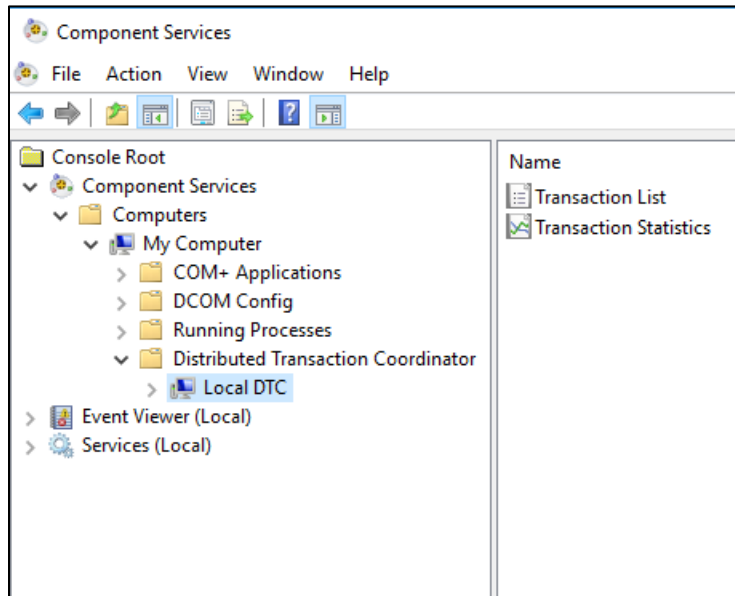 Component Services
File Action View Window Help
Console Root
Component Services
Computers
My Computer
COM+ Applications
DCOM Config
Running Processes
Distributed Transaction Coordinator
Local DTC
Event Viewer (Local)
Services (Local)
Name
Transaction List
Transaction Statistics